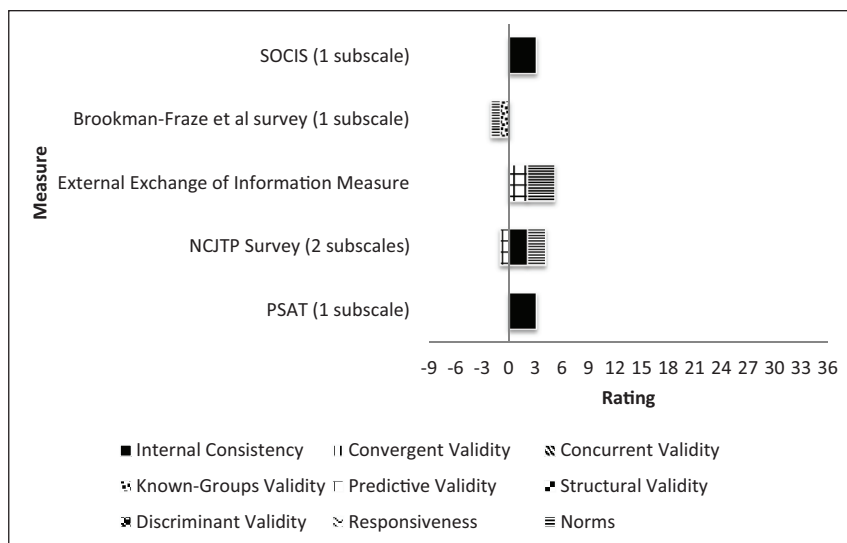 SOCIS (1 subscale)
Brookman-Fraze et al survey (1 subscale)
External Exchange of Information Measure
NCJTP Survey (2 subscales)
PSAT (1 subscale)
Measure
-9 -6 -3 0 3 6 9 12 15 18 21 24 27 30 33 36
Rating
Internal Consistency Convergent Validity Concurrent Validity
Known-Groups Validity Predictive Validity Structural Validity
Discriminant Validity Responsiveness Norms